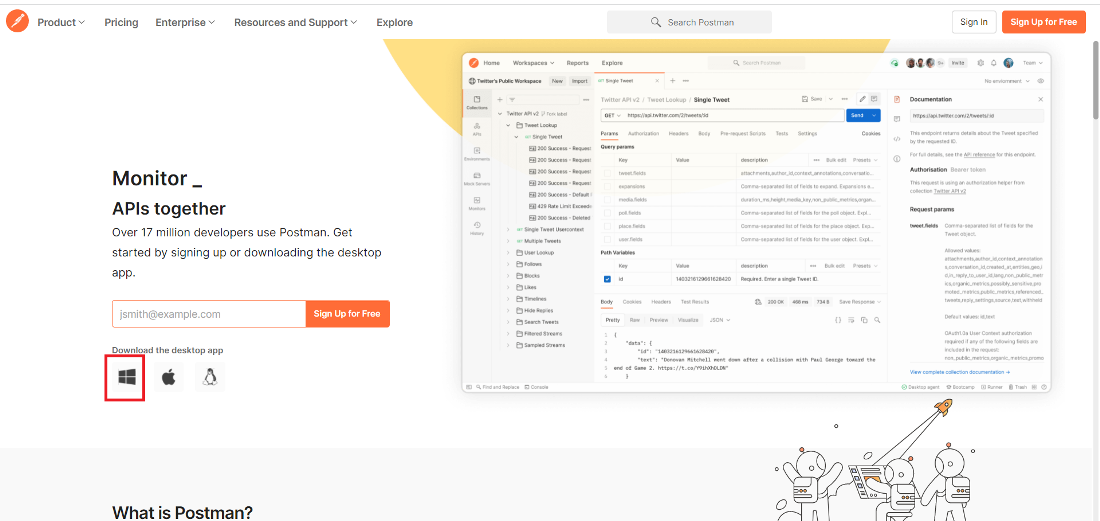 Product
Pricing
Enterprise
Resources and Support
Explore
Search Postman
Sign In
Sign Up for Free
Monitor _
APIs together
Over 17 million developers use Postman. Get
started by signing up or downloading the desktop
app.
jsmith@example.com
Sign Up for Free
Download the desktop app
What is Postman?
Home
Workspaces
Reports
Explore
Search Postman
Invite
Team
Twitter's Public Workspace
New
Import
GET Single Tweet
No environment
Collections
APIs
Environments
Mock Servers
Monitors
History
Twitter API v2
Tweet Lookup
GET Single Tweet
200 Success - Request
200 Success - Request
200 Success - Request
200 Success - Request
200 Success - Default
429 Rate Limit Exceeds
200 Success - Deleted
GET Single Tweet Usercontext
GET Multiple Tweets
User Lookup
Follows
Blocks
Likes
Timelines
Hide Replies
Search Tweets
Filtered Streams
Sampled Streams
Twitter API v2 / Tweet Lookup / Single Tweet
Save
GET
https://api.twitter.com/2/tweets/:id
Send
Params
Authorization
Headers
Body
Pre-request Scripts
Tests
Settings
Cookies
Query params
Key
Value
description
Bulk edit
Presets
tweet.fields
attachments,author_id,context_annotations,conversatio...
expansions
Comma-separated list of fields to expand. Expansions e...
media.fields
duration_ms,height,media_key,non_public_metrics,organ...
poll.fields
Comma-separated list of fields for the poll object. Expl...
place.fields
Comma-separated list of fields for the place object. Expl...
user.fields
Comma-separated list of fields for the user object. Expl...
Path Variables
Key
Value
description
Bulk edit
Presets
id
1403216129661628420
Required. Enter a single Tweet ID.
Body
Cookies
Headers
Test Results
200 OK
468 ms
734 B
Save Response
Pretty
Raw
Preview
Visualize
JSON
1 {
2 "data": {
3 "id": "1403216129661628420",
4 "text": "Donovan Mitchell went down after a collision with Paul George toward the
end of Game 2.
5 }
Find and Replace
Console
Desktop agent
Bootcamp
Runner
Trash
Documentation
https://api.twitter.com/2/tweets/:id
This endpoint returns details about the Tweet specified
by the requested ID.
For full details, see the API reference for this endpoint.
Authorisation Bearer token
This request is using an authorization helper from
collection Twitter API v2
Request params
tweet.fields
Comma-separated list of fields for the
Tweet object.
Allowed values:
attachments,author_id,context_annotation
s,conversation_id,created_at,entities,geo,i
d,in_reply_to_user_id,lang,non_public_metr
ics,organic_metrics,possibly_sensitive,pro
moted_metrics,public_metrics,referenced_
tweets,reply_settings,source,text,withheld
Default values: id,text
OAuth1.0a User Context authorization
required if any of the following fields are
included in the request:
non_public_metrics,organic_metrics,promo
View complete collection documentation